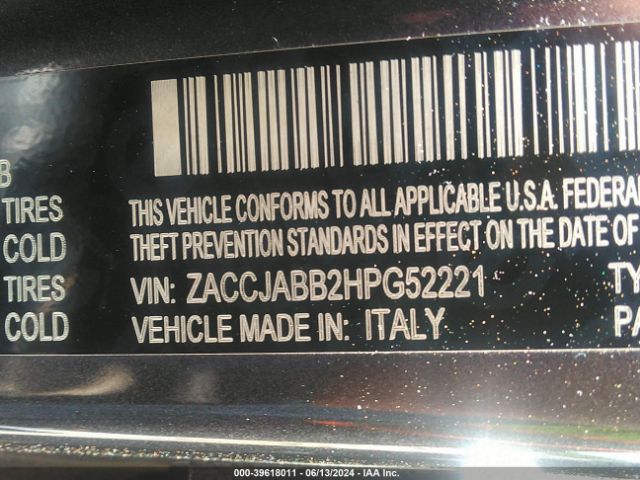 B
TIRES
COLD
TIRES
COLD
THIS VEHICLE CONFORMS TO ALL APPLICABLE U.S.A. FEDERAL
THEFT PREVENTION STANDARDS IN EFFECT ON THE DATE OF
VIN: ZACCJABB2HPG52221 TY
VEHICLE MADE IN: ITALY PA
000-39618011 - 06/13/2024 - IAA Inc.